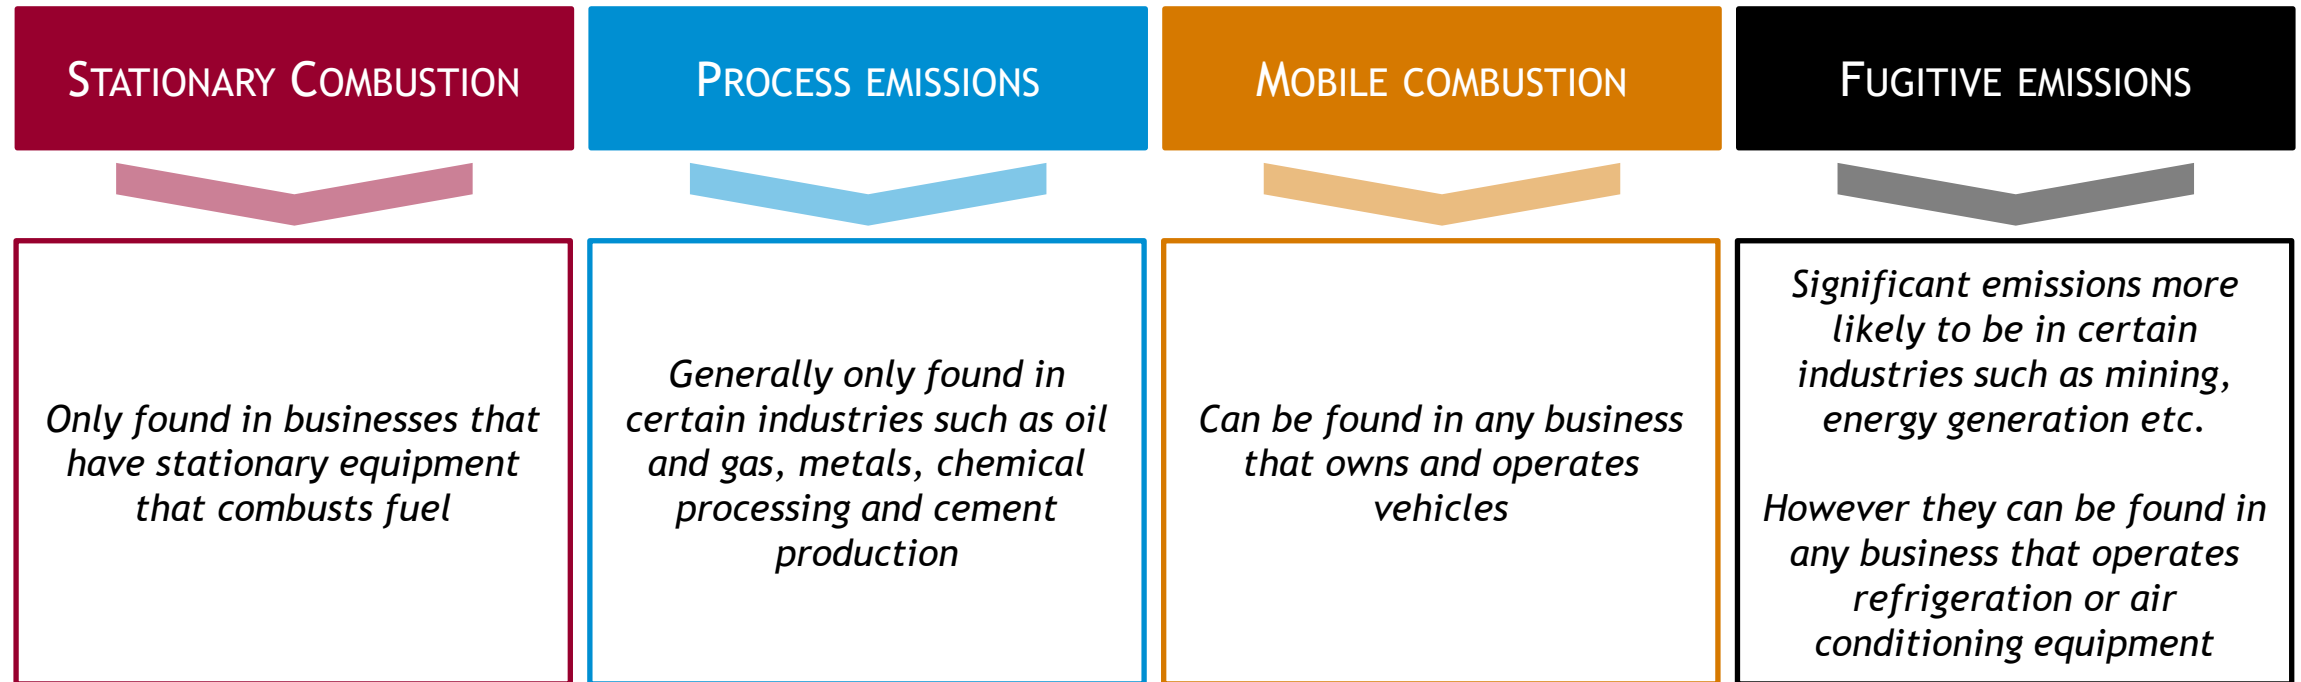 Stationary Combustion
Only found in businesses that
have stationary equipment
that combusts fuel
Process emissions
Generally only found in
certain industries such as oil
and gas, metals, chemical
processing and cement
production
Mobile combustion
Can be found in any business
that owns and operates
vehicles
Fugitive emissions
Significant emissions more
likely to be in certain
industries such as mining,
energy generation etc.
However they can be found in
any business that operates
refrigeration or air
conditioning equipment